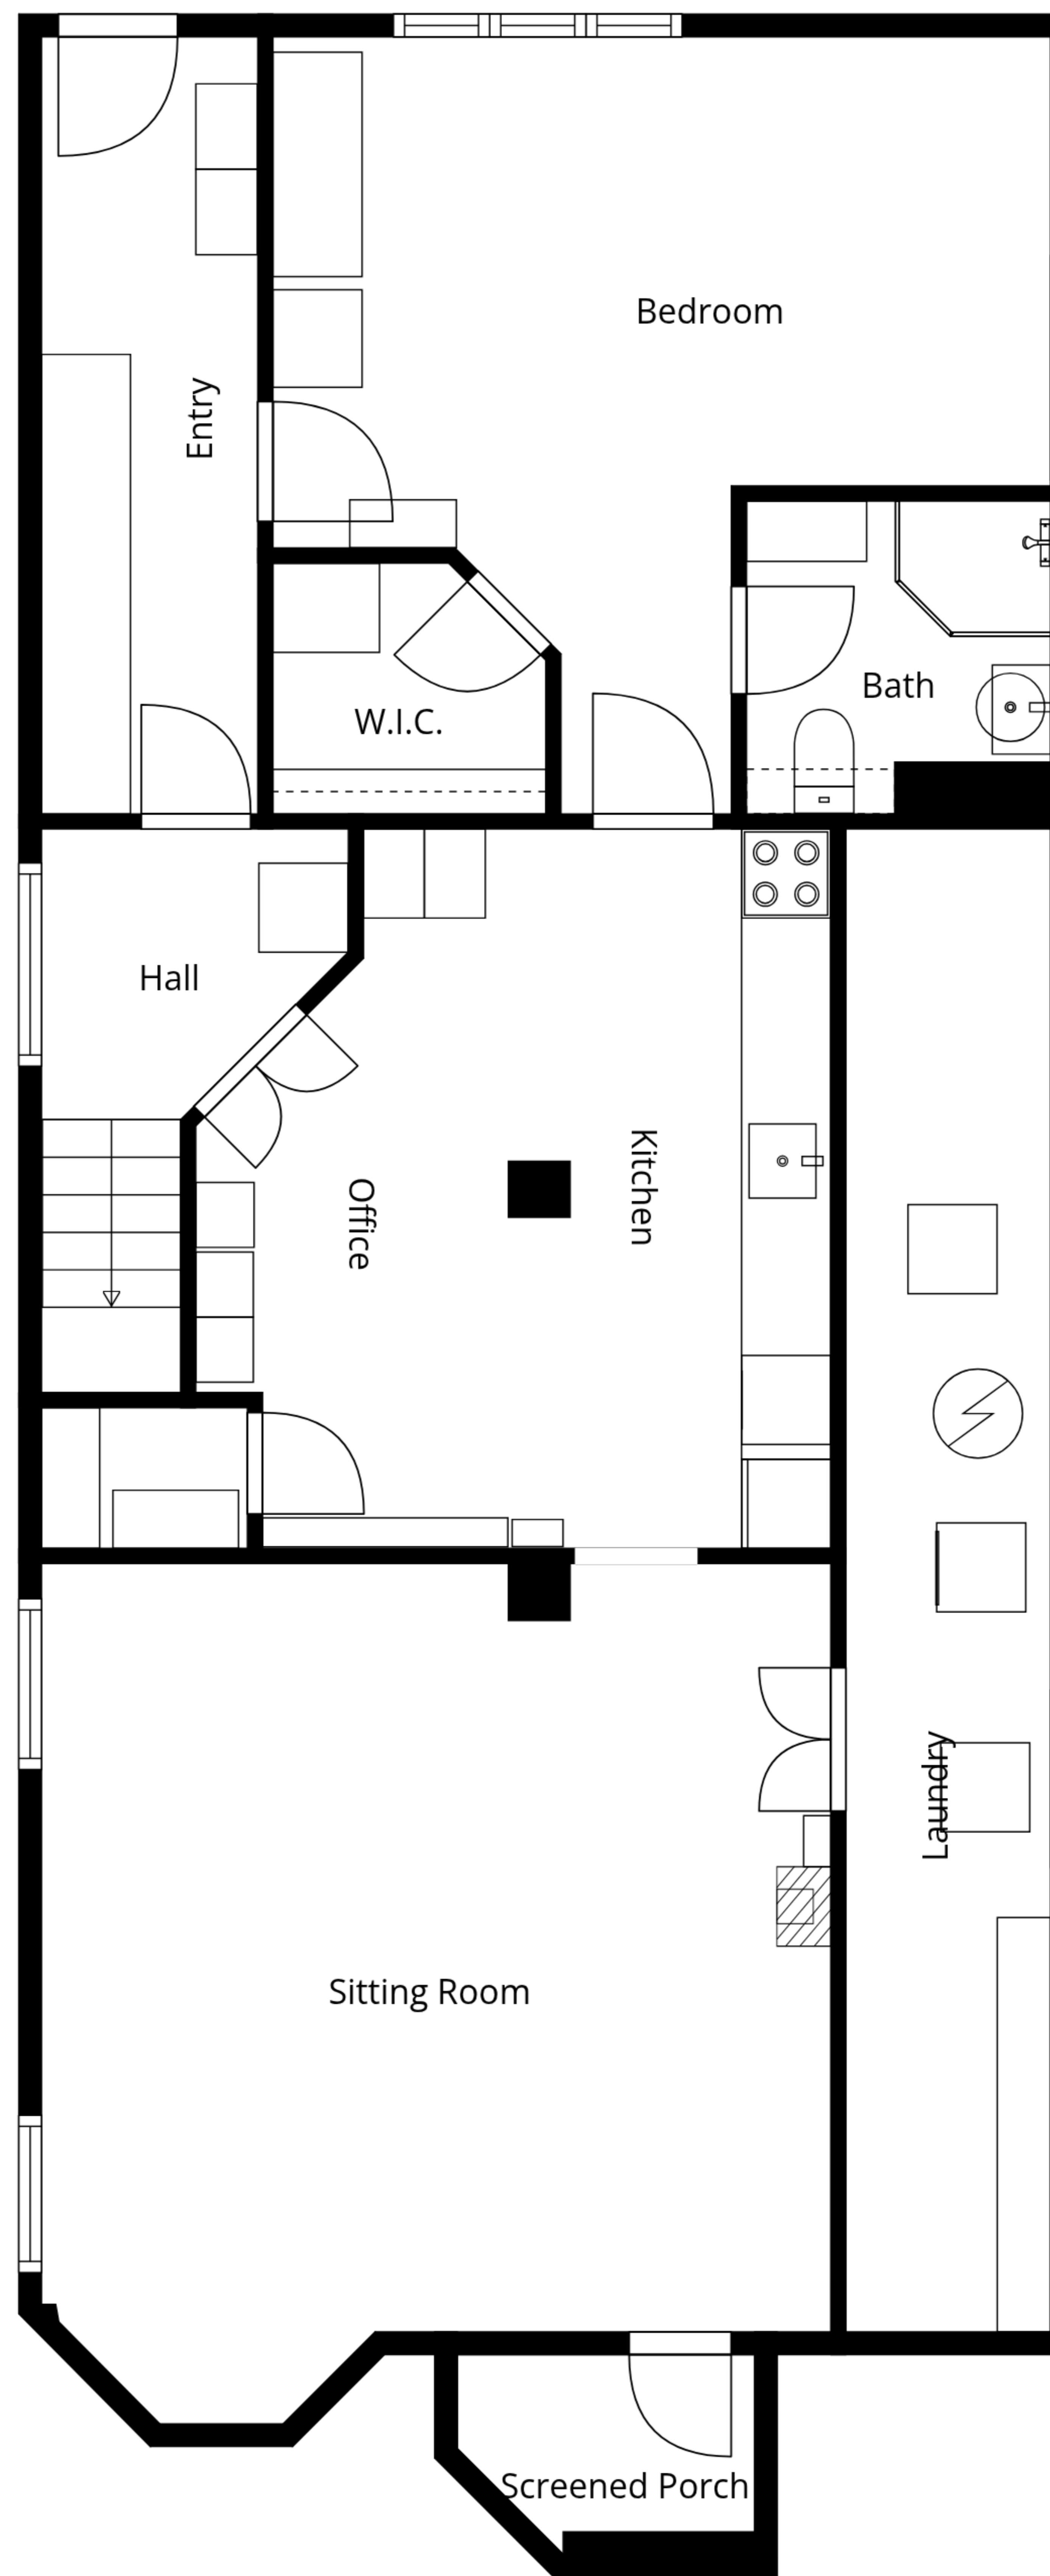 Bedroom
Entry
Bath
W.I.C.
Hall
Kitchen
Office
Laundry
Sitting Room
Screened Porch